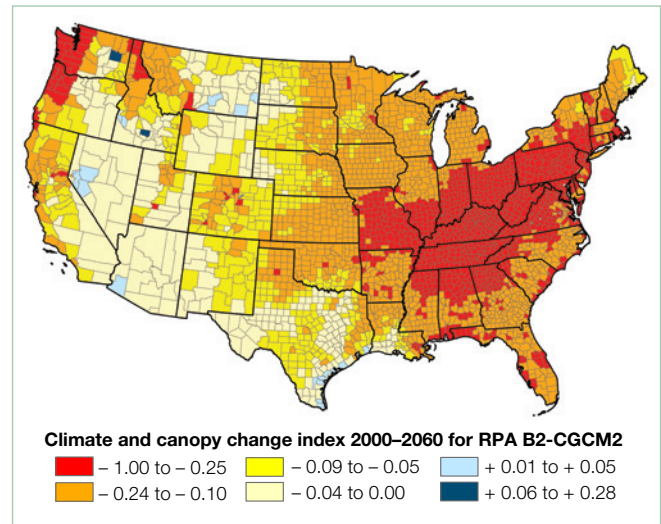 Climate and canopy change index 2000–2060 for RPA B2-CGCM2
– 1.00 to – 0.25
– 0.09 to – 0.05
+ 0.01 to + 0.05
– 0.24 to – 0.10
– 0.04 to 0.00
+ 0.06 to + 0.28